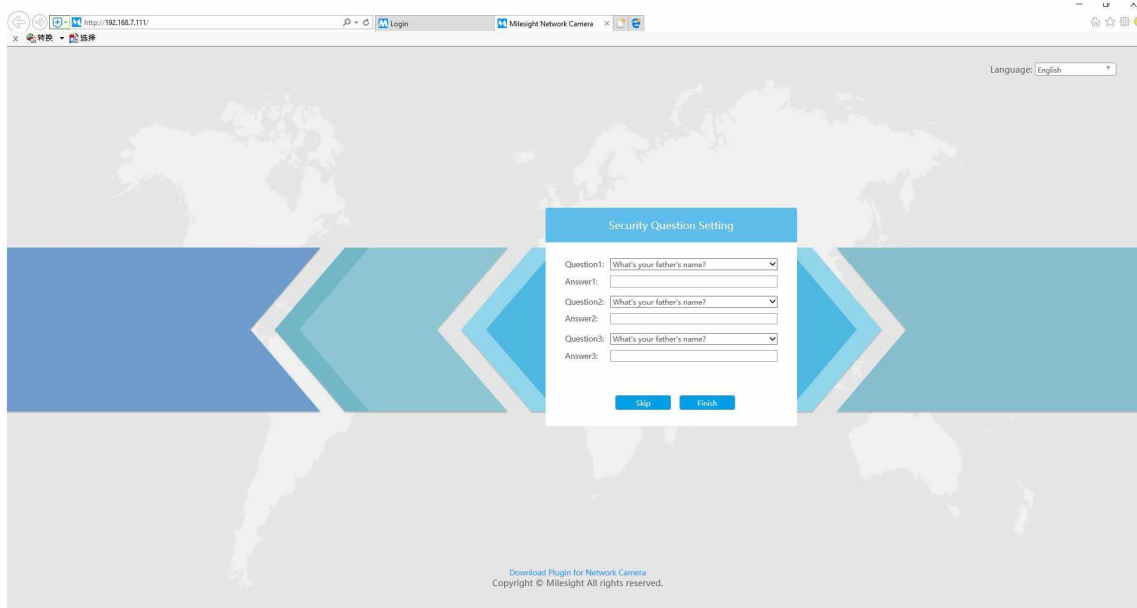 http://192.168.7.111/
Login
Milesight Network Camera
x 转换 选择
Language: English
Security Question Setting
Question1: What's your father's name?
Answer1:
Question2: What's your father's name?
Answer2:
Question3: What's your father's name?
Answer3:
Skip Finish
Download Plugin for Network Camera
Copyright © Milesight All rights reserved.